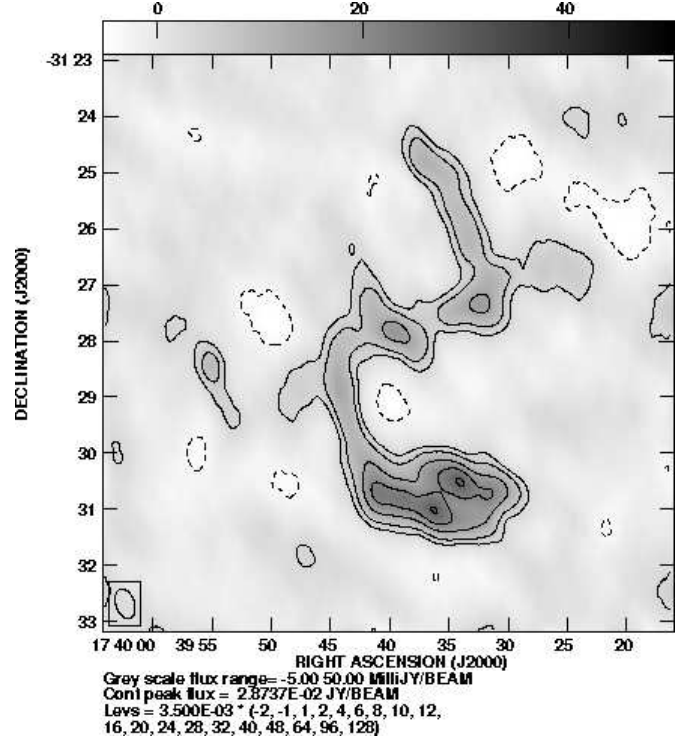 0 20 40
-31 23
24
25
26
27
28
29
30
31
32
33
DECLINATION (J2000)
17 40 00 39 55 50 45 40 35 30 25 20
RIGHT ASCENSION (J2000)
Grey scale flux range= -5.00 50.00 MilliJY/BEAM
Cont peak flux = 2.8737E-02 JY/BEAM
Levs = 3.500E-03 * (-2, -1, 1, 2, 4, 6, 8, 10, 12,
16, 20, 24, 28, 32, 40, 48, 64, 96, 128)